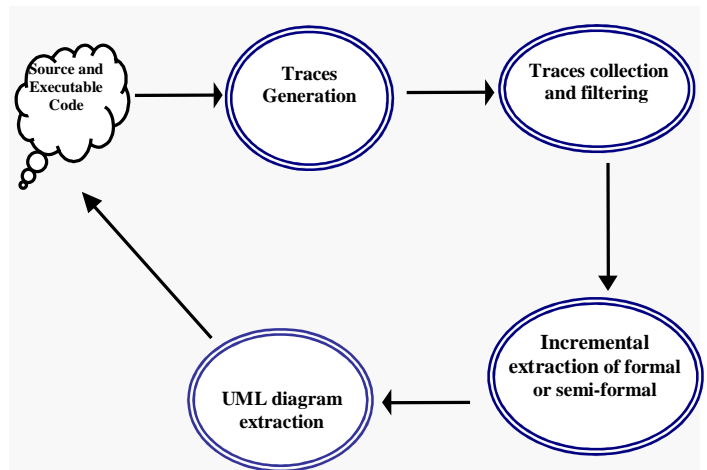 Source and
Executable
Code
Traces
Generation
Traces collection
and filtering
Incremental
extraction of formal
or semi-formal
UML diagram
extraction